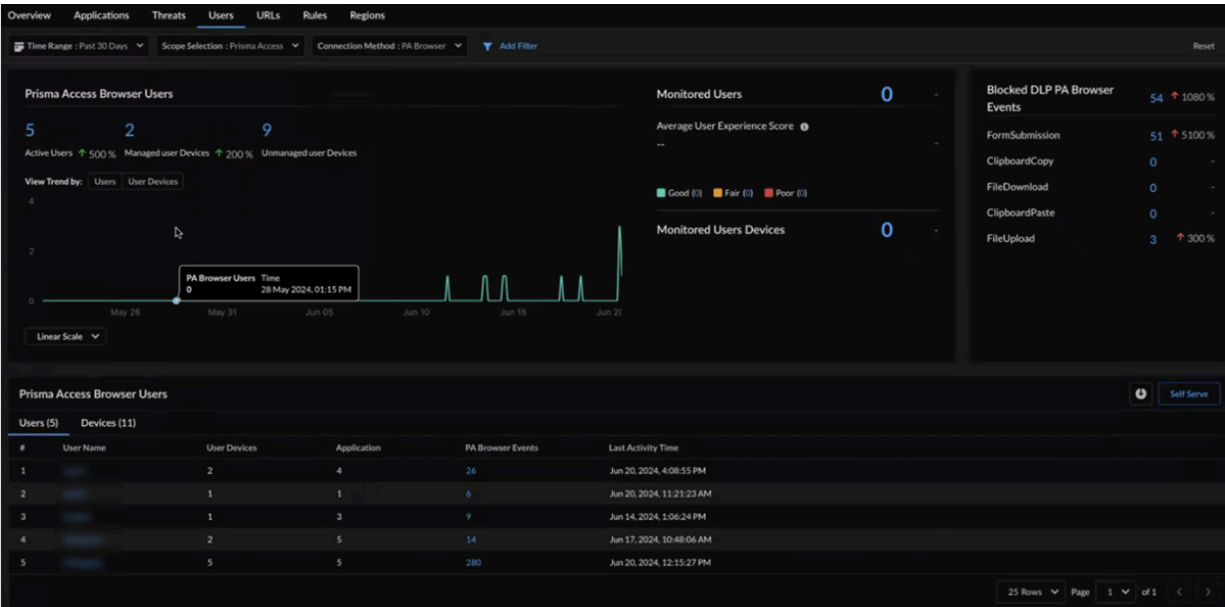 Overview Applications Threats Users URLs Rules Regions
Time Range : Past 30 Days Scope Selection : Prisma Access Connection Method : PA Browser Add Filter Reset
Prisma Access Browser Users
5 2 9
Active Users 500 % Managed user Devices 200 % Unmanaged user Devices
View Trend by: Users User Devices
4
2
0
PA Browser Users Time
0 28 May 2024, 01:15 PM
May 26 May 31 Jun 05 Jun 10 Jun 15 Jun 20
Linear Scale
Monitored Users 0 -
Average User Experience Score
-- -
Good (0) Fair (0) Poor (0)
Monitored Users Devices 0 -
Blocked DLP PA Browser
Events 54 1080 %
FormSubmission 51 5100 %
ClipboardCopy 0 -
FileDownload 0 -
ClipboardPaste 0 -
FileUpload 3 300 %
Prisma Access Browser Users Self Serve
Users (5) Devices (11)
# User Name User Devices Application PA Browser Events Last Activity Time
1 2 4 26 Jun 20, 2024, 4:08:55 PM
2 1 1 6 Jun 20, 2024, 11:21:23 AM
3 1 3 9 Jun 14, 2024, 1:06:24 PM
4 2 5 14 Jun 17, 2024, 10:48:06 AM
5 5 5 280 Jun 20, 2024, 12:15:27 PM
25 Rows Page 1 of 1